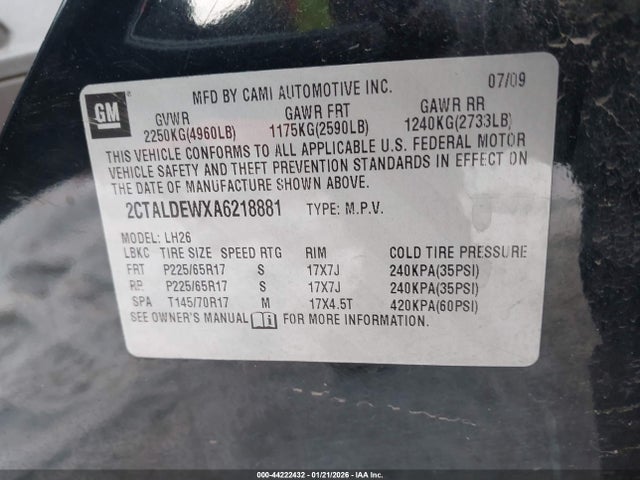 GM
MFD BY CAMI AUTOMOTIVE INC. 07/09
GVWR GAWR FRT GAWR RR
2250KG(4960LB) 1175KG(2590LB) 1240KG(2733LB)
THIS VEHICLE CONFORMS TO ALL APPLICABLE U.S. FEDERAL MOTOR
VEHICLE SAFETY AND THEFT PREVENTION STANDARDS IN EFFECT ON THE
DATE OF MANUFACTURE SHOWN ABOVE.
2CTALDEWXA6218881 TYPE: M.P.V.
MODEL: LH26
LBKC TIRE SIZE SPEED RTG RIM COLD TIRE PRESSURE
FRT P225/65R17 S 17X7J 240KPA(35PSI)
RR P225/65R17 S 17X7J 240KPA(35PSI)
SPA T145/70R17 M 17X4.5T 420KPA(60PSI)
SEE OWNER'S MANUAL FOR MORE INFORMATION.
000-44222432 - 01/21/2026 - IAA Inc.